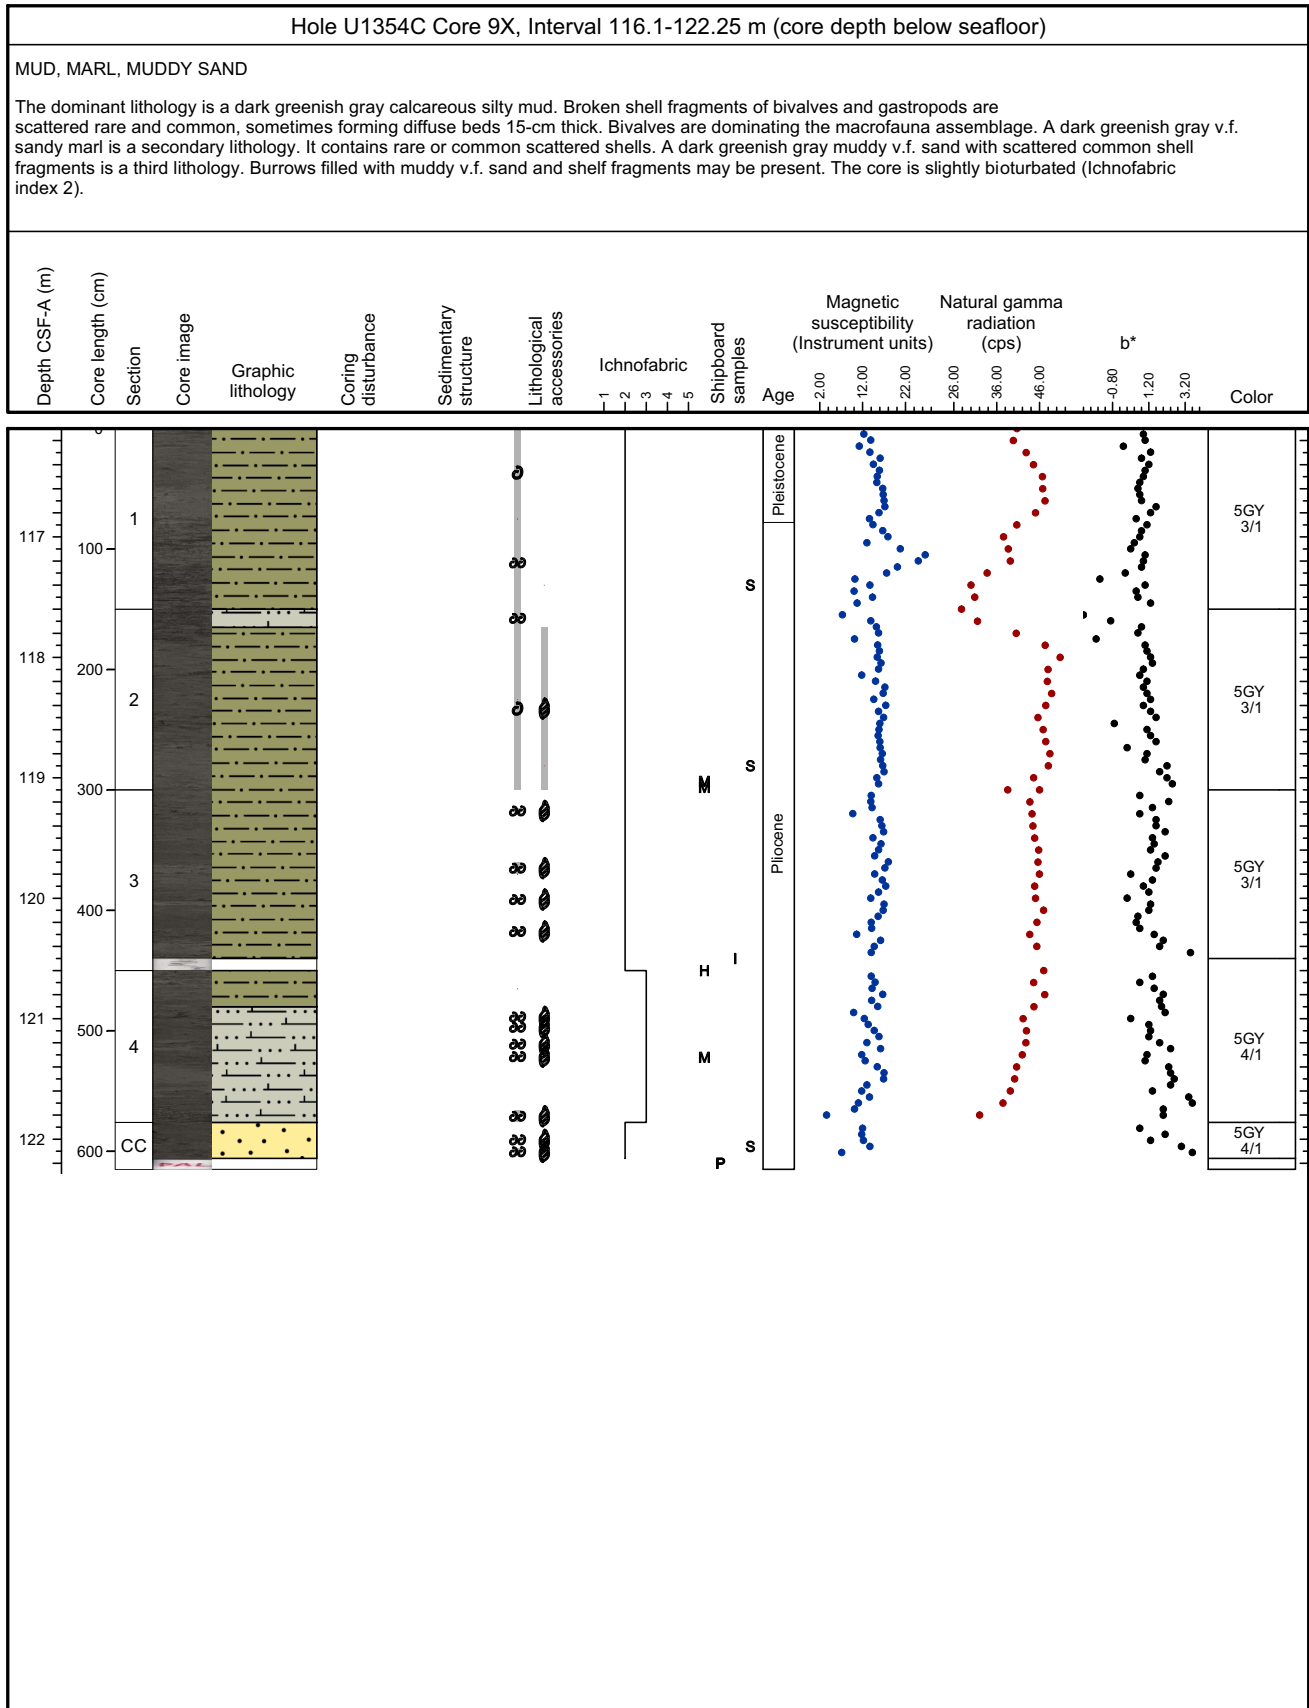 Hole U1354C Core 9X, Interval 116.1-122.25 m (core depth below seafloor)
MUD, MARL, MUDDY SAND
The dominant lithology is a dark greenish gray calcareous silty mud. Broken shell fragments of bivalves and gastropods are
scattered rare and common, sometimes forming diffuse beds 15-cm thick. Bivalves are dominating the macrofauna assemblage. A dark greenish gray v.f.
sandy marl is a secondary lithology. It contains rare or common scattered shells. A dark greenish gray muddy v.f. sand with scattered common shell
fragments is a third lithology. Burrows filled with muddy v.f. sand and shelf fragments may be present. The core is slightly bioturbated (Ichnofabric
index 2).
Depth CSF-A (m)
Core length (cm)
Section
Core image
Graphic
lithology
Coring
disturbance
Sedimentary
structure
Lithological
accessories
Ichnofabric
1 2 3 4 5
Shipboard
samples
Age
Magnetic
susceptibility
(Instrument units)
2.00 12.00 22.00
Natural gamma
radiation
(cps)
26.00 36.00 46.00
b*
-0.80 1.20 3.20
Color
0
117
118
119
120
121
122
100
200
300
400
500
600
1
2
3
4
CC
PAL
S
S
M
M
I
H
M
S
P
Pleistocene
Pliocene
5GY
3/1
5GY
3/1
5GY
3/1
5GY
4/1
5GY
4/1